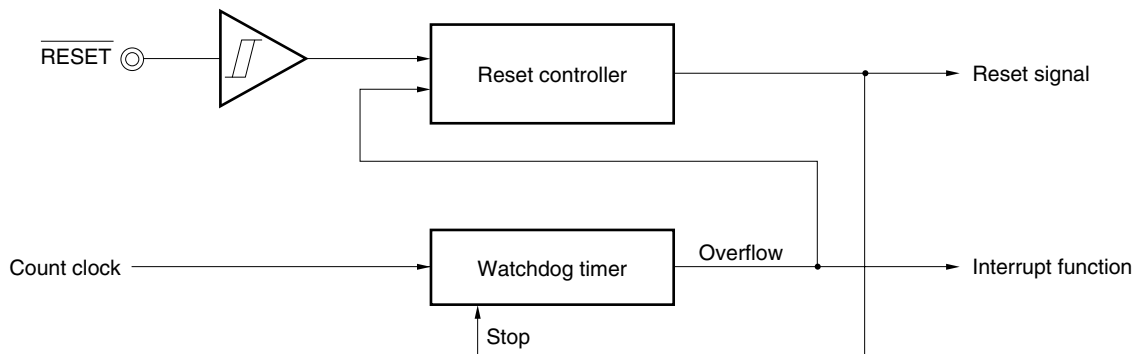 RESET
Reset controller
Reset signal
Count clock
Watchdog timer
Overflow
Interrupt function
Stop